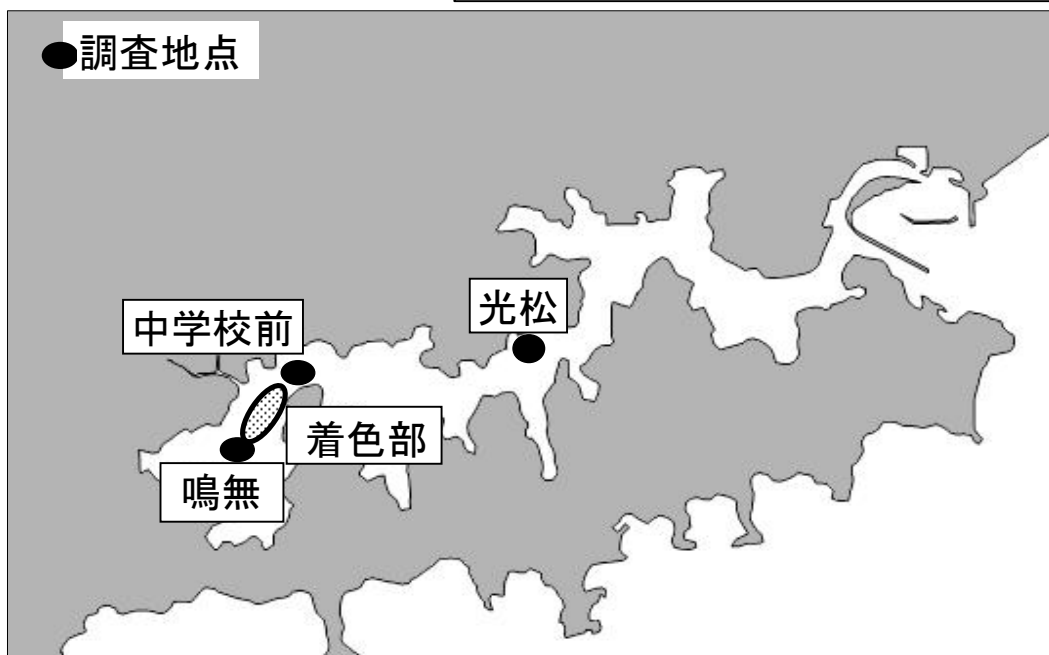 調査地点
光松
中学校前
着色部
鳴無